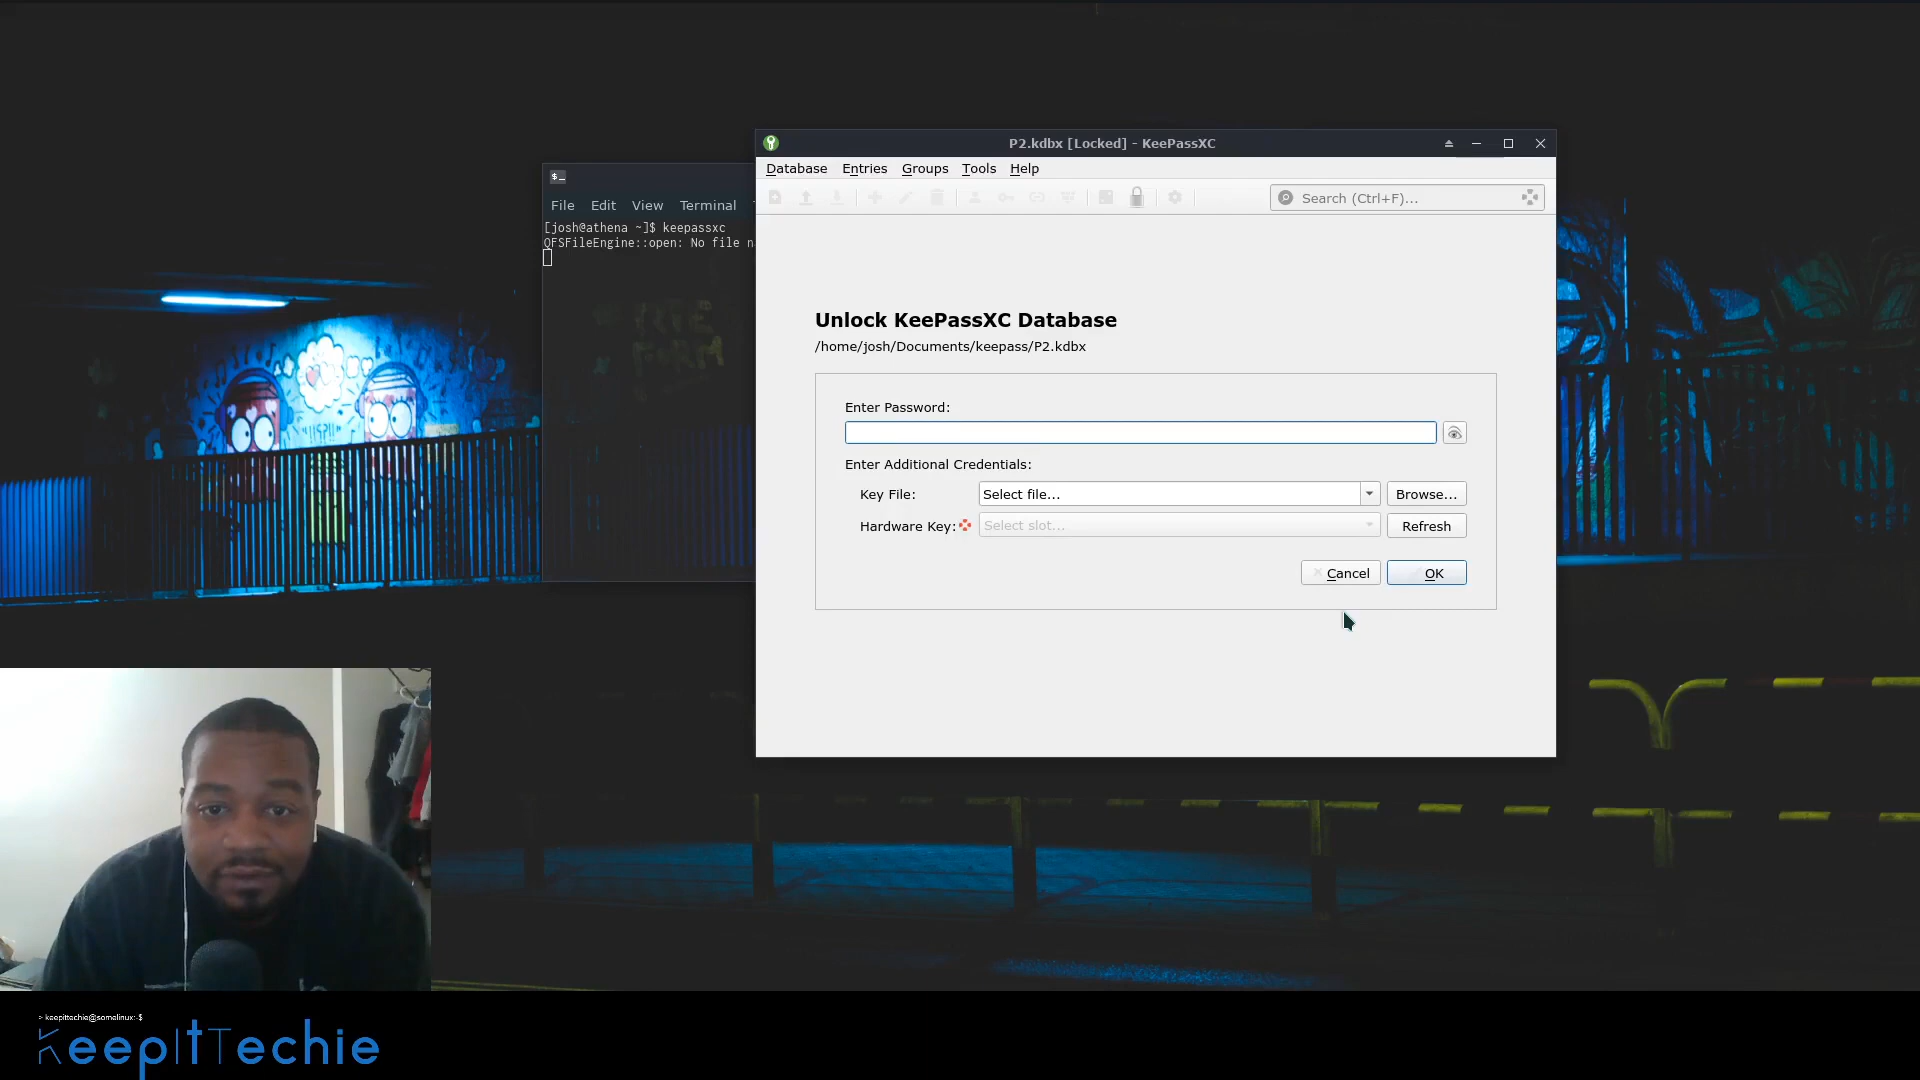 P2.kdbx [Locked] - KeePassXC
Database Entries Groups Tools Help
Search (Ctrl+F)...
$_
File Edit View Terminal
[josh@athena ~]$ keepassxc
QFSFileEngine::open: No file n
Unlock KeePassXC Database
/home/josh/Documents/keepass/P2.kdbx
Enter Password:
Enter Additional Credentials:
Key File: Select file... Browse...
Hardware Key: Select slot... Refresh
Cancel OK
> keepittechie@somelinux:~$
KeepItTechie